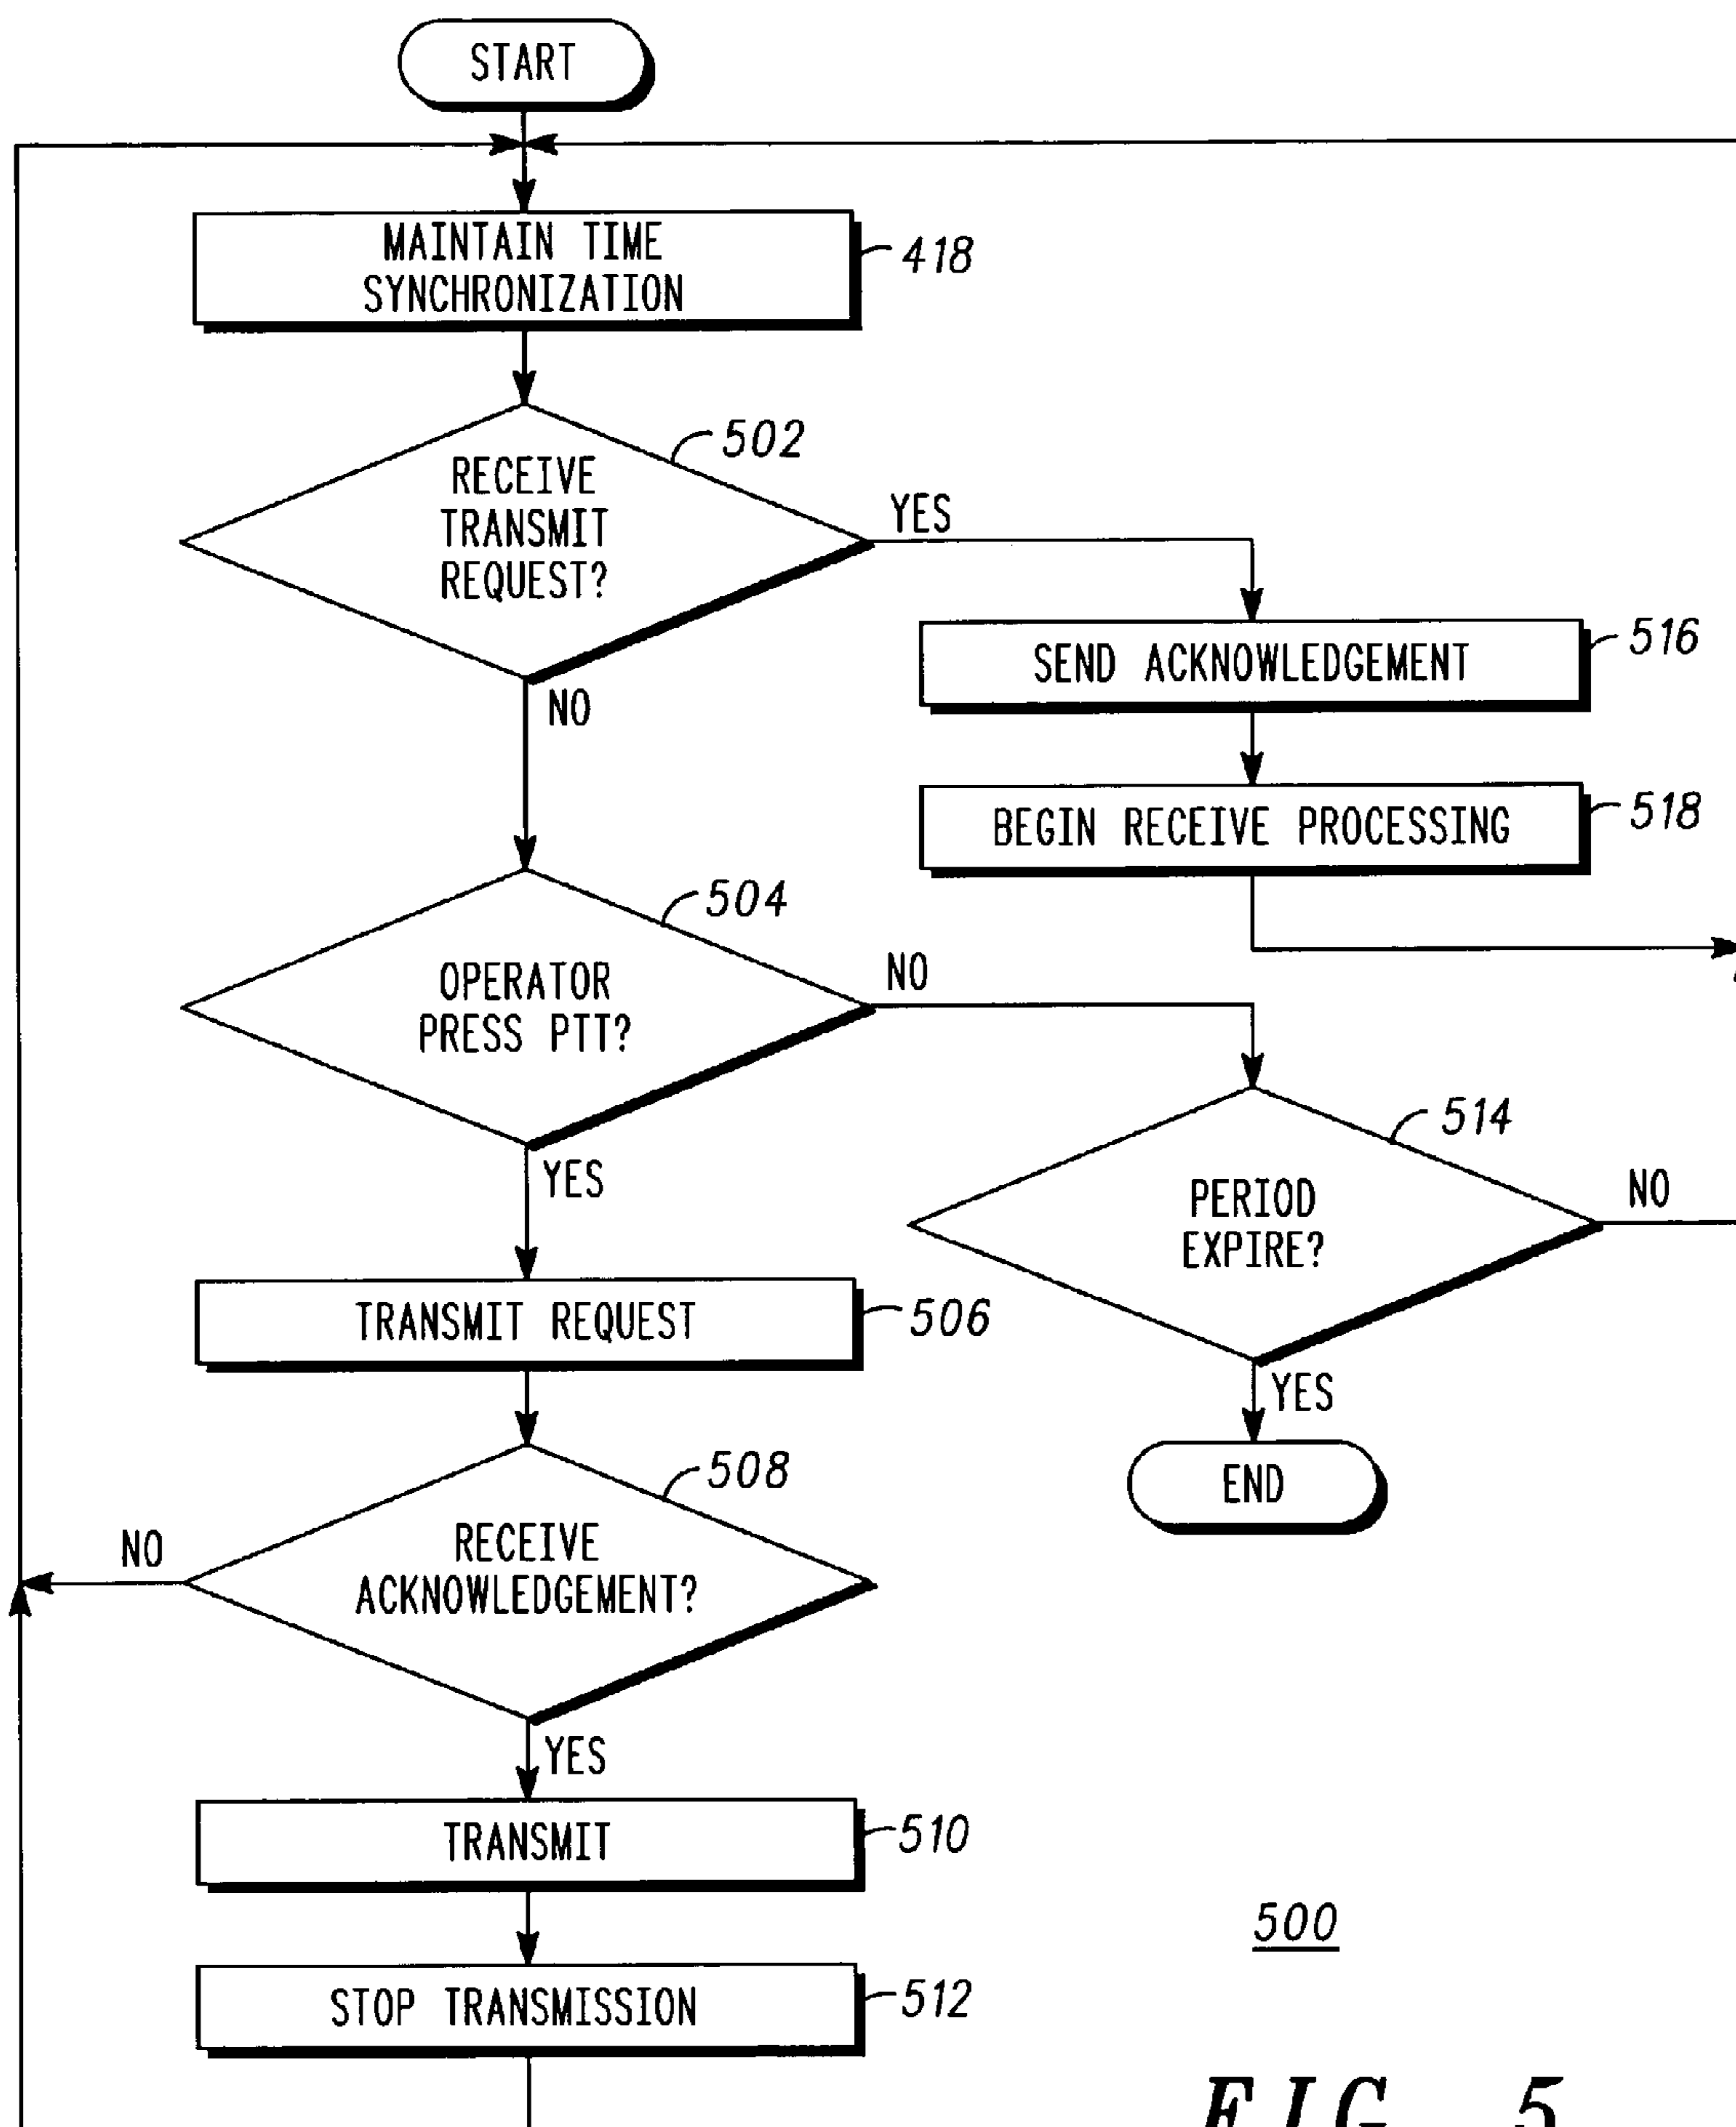 START
MAINTAIN TIME
SYNCHRONIZATION
418
502
RECEIVE
TRANSMIT
REQUEST?
YES
NO
SEND ACKNOWLEDGEMENT
516
BEGIN RECEIVE PROCESSING
518
504
OPERATOR
PRESS PTT?
NO
YES
514
PERIOD
EXPIRE?
NO
YES
END
TRANSMIT REQUEST
506
508
RECEIVE
ACKNOWLEDGEMENT?
NO
YES
TRANSMIT
510
STOP TRANSMISSION
512
500
FIG. 5